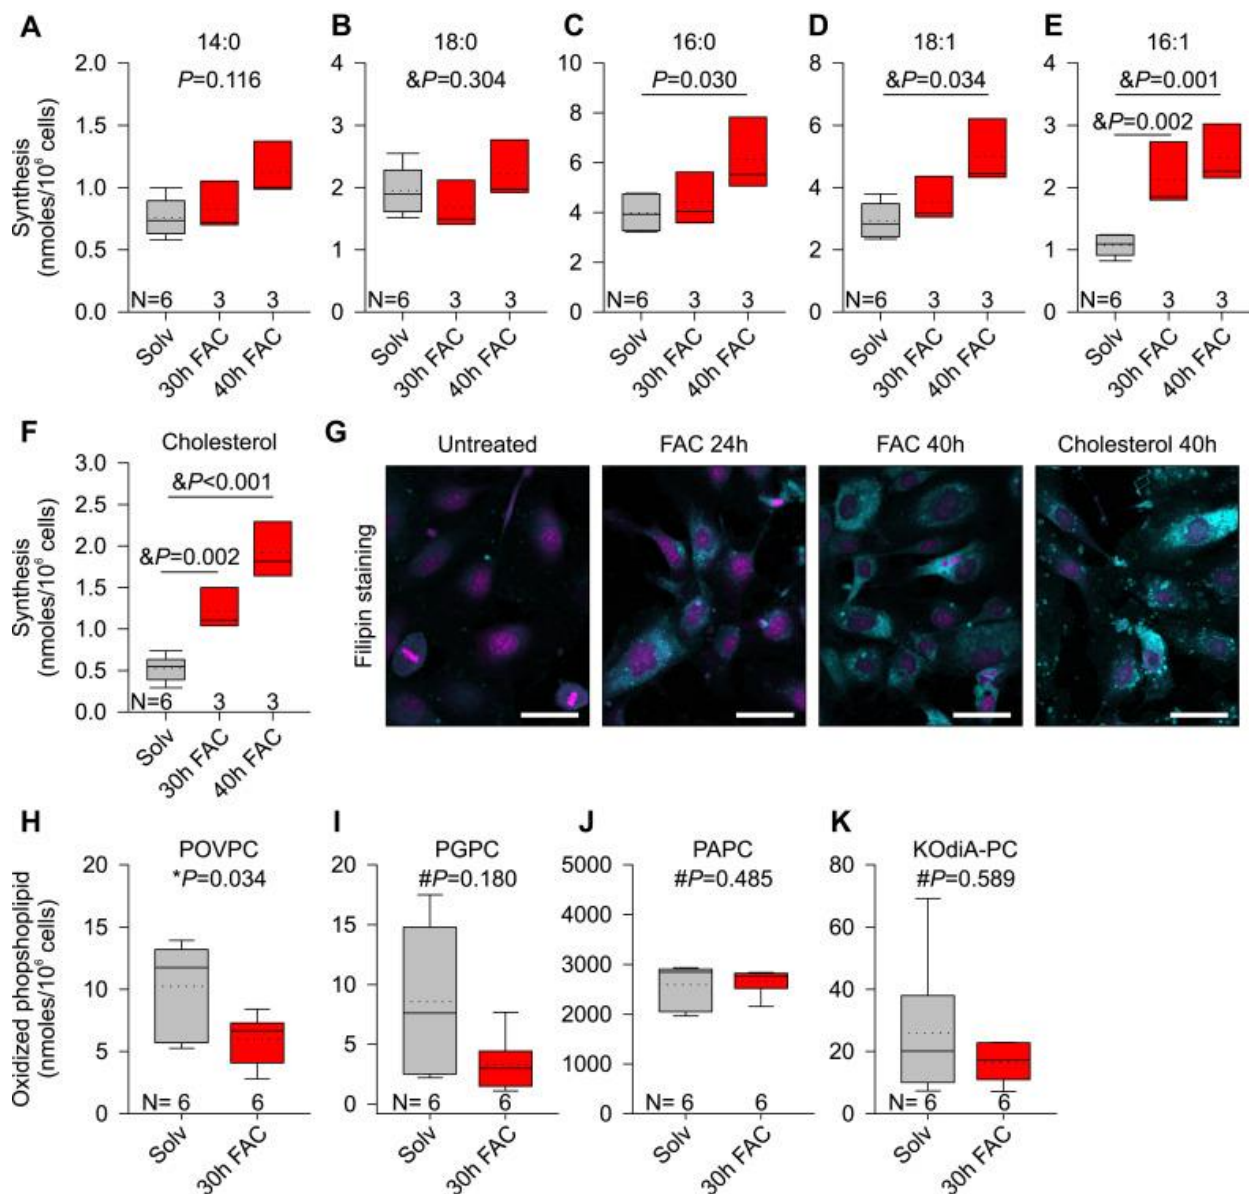 A
14:0
2.0
P=0.116
1.5
1.0
0.5
0.0
Synthesis
(nmoles/10⁶ cells)
N=6 3 3
Solv
30h FAC
40h FAC
B
18:0
4
&P=0.304
3
2
1
0
N=6 3 3
Solv
30h FAC
40h FAC
C
16:0
10
P=0.030
8
6
4
2
0
N=6 3 3
Solv
30h FAC
40h FAC
D
18:1
8
&P=0.034
6
4
2
0
N=6 3 3
Solv
30h FAC
40h FAC
E
16:1
4
&P=0.001
3
&P=0.002
2
1
0
N=6 3 3
Solv
30h FAC
40h FAC
F
Cholesterol
3.0
&P<0.001
2.5
2.0
&P=0.002
1.5
1.0
0.5
0.0
Synthesis
(nmoles/10⁶ cells)
N=6 3 3
Solv
30h FAC
40h FAC
G
Untreated
FAC 24h
FAC 40h
Cholesterol 40h
Filipin staining
H
POVPC
20
*P=0.034
15
10
5
0
Oxidized phopshoplipid
(nmoles/10⁶ cells)
N= 6 6
Solv
30h FAC
I
PGPC
20
#P=0.180
15
10
5
0
N= 6 6
Solv
30h FAC
J
PAPC
5000
#P=0.485
4000
3000
2000
1000
0
N= 6 6
Solv
30h FAC
K
KOdiA-PC
80
#P=0.589
60
40
20
0
N= 6 6
Solv
30h FAC